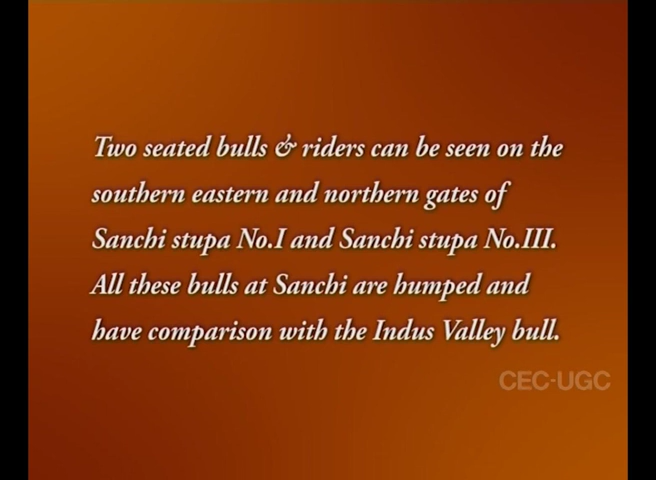 Two seated bulls & riders can be seen on the
southern eastern and northern gates of
Sanchi stupa No.I and Sanchi stupa No.III.
All these bulls at Sanchi are humped and
have comparison with the Indus Valley bull.
CEC-UGC